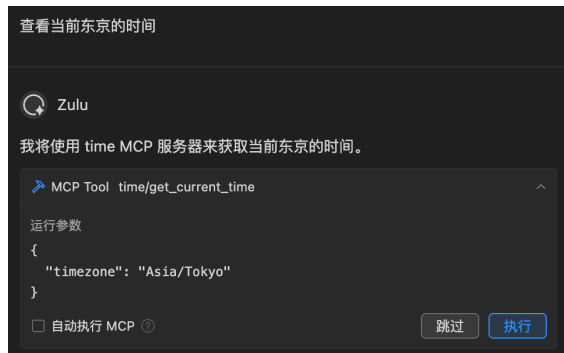 查看当前东京的时间
Zulu
我将使用 time MCP 服务器来获取当前东京的时间。
MCP Tool time/get_current_time
运行参数
{
"timezone": "Asia/Tokyo"
}
自动执行 MCP ?
跳过 执行